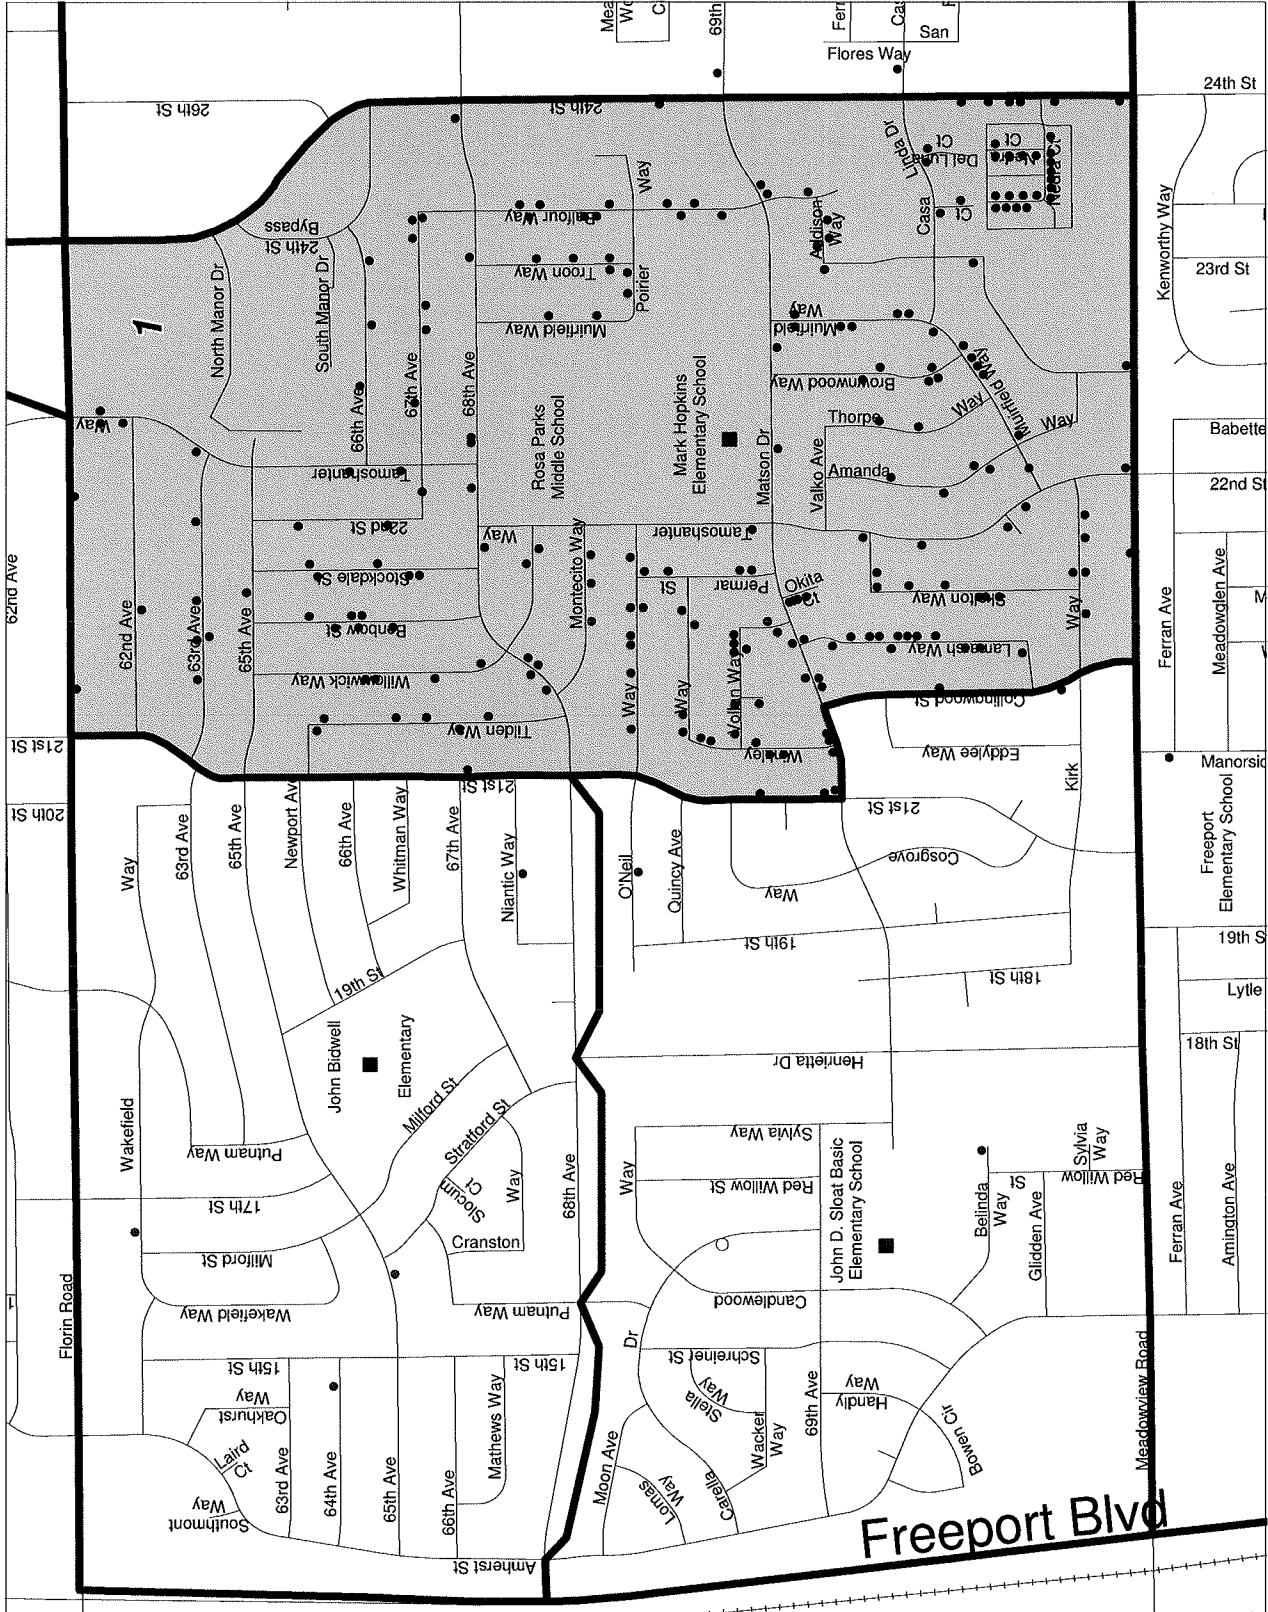 69th
San
Flores Way
24th St
26th St
24th St
Linda Dr
Ct
Ct
Del Luna
Nedra
Nedra Ct
Casa
Ct
Kenworthy Way
23rd St
Bypass
24th St
North Manor Dr
South Manor Dr
1
Balfour Way
Way
Troon Way
Poirier
Muirfield Way
Addison
Way
Muirfield
Way
Muirfield Way
Brownwood Way
Thorpe
Way
Way
Amanda
Valko Ave
Matson Dr
Mark Hopkins
Elementary School
Rosa Parks
Middle School
66th Ave
67th Ave
68th Ave
Way
Tamoshanter
Tamoshanter
Way
22nd St
Stockdale St
Benbow St
Willowwick Way
Tilden Way
Montecito Way
Permar
St
Okita
Ct
Shelton Way
Lamarsh Way
Collingwood St
Way
Way
Way
Vollan Way
Winkley
62nd Ave
62nd Ave
63rd Ave
65th Ave
Babette
22nd St
Ferran Ave
Meadowglen Ave
21st St
20th St
21st St
21st St
Eddylee Way
Kirk
Manorside
Freeport
Elementary School
Way
63rd Ave
65th Ave
Newport Ave
66th Ave
Whitman Way
67th Ave
Niantic Way
O'Neil
Quincy Ave
Way
Cosgrove
19th St
19th St
18th St
19th S
Lytle
18th St
John Bidwell
Elementary
Henrietta Dr
Milford St
Stratford St
Slocum
Ct
Way
Cranston
Wakefield
Putnam Way
17th St
Milford St
Wakefield Way
Putnam Way
68th Ave
Way
Sylvia Way
Red Willow St
John D. Sloat Basic
Elementary School
Candlewood
Belinda
Way
St
Glidden Ave
Sylvia
Way
Red Willow
Ferran Ave
Amington Ave
Florin Road
15th St
15th St
Oakhurst
Way
Laird
Ct
Southmont
Way
63rd Ave
64th Ave
65th Ave
66th Ave
Mathews Way
Amherst St
Dr
Schreiner St
Stella
Way
Wacker
Way
Moon Ave
Lomas
Way
Carella
69th Ave
Handly
Way
Bowen Cir
Meadowview Road
Freeport Blvd